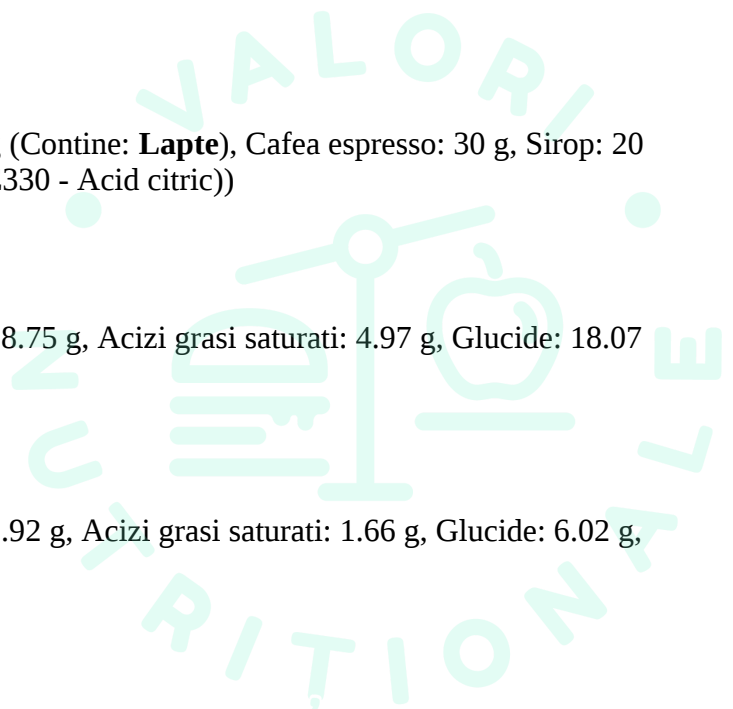 VALORI
(Contine: Lapte), Cafea espresso: 30 g, Sirop: 20
330 - Acid citric))
8.75 g, Acizi grasi saturati: 4.97 g, Glucide: 18.07
.92 g, Acizi grasi saturati: 1.66 g, Glucide: 6.02 g,
NUTRITIONALE